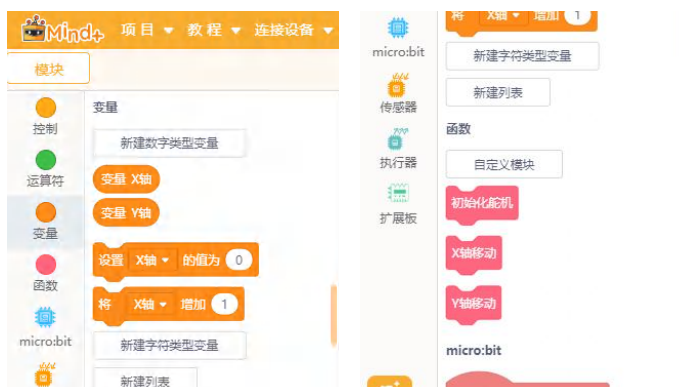 Mind+ 项目 教程 连接设备
模块
控制
运算符
变量
函数
micro:bit
变量
新建数字类型变量
变量 X轴
变量 Y轴
设置 X轴 的值为 0
将 X轴 增加 1
新建字符类型变量
新建列表
micro:bit
传感器
执行器
扩展板
将 X轴 增加 1
新建字符类型变量
新建列表
函数
自定义模块
初始化舵机
X轴移动
Y轴移动
micro:bit